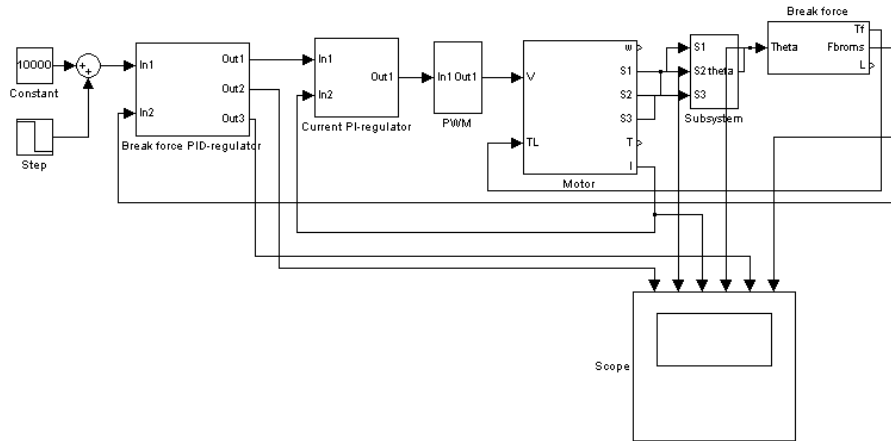 Break force
Tf
Theta
Fbroms
L
10000
Constant
+
+
Step
In1
In2
Out1
Out2
Out3
Break force PID-regulator
In1
In2
Out1
Current PI-regulator
In1 Out1
PWM
V
TL
w
S1
S2
S3
T
I
Motor
S1
S2 theta
S3
Subsystem
Scope